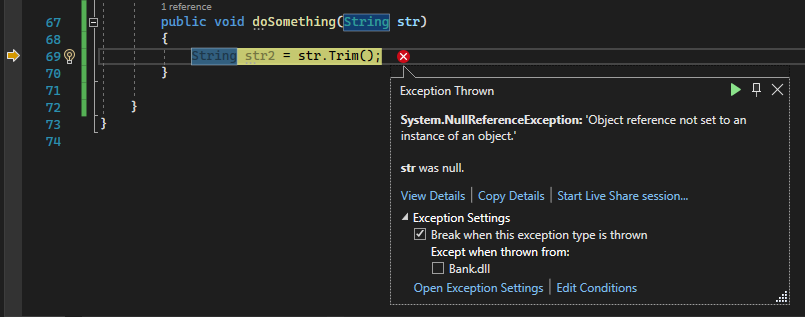 1 reference
67 public void doSomething(String str)
68 {
69 String str2 = str.Trim();
70 }
71
72 }
73 }
74
Exception Thrown
System.NullReferenceException: 'Object reference not set to an
instance of an object.'
str was null.
View Details | Copy Details | Start Live Share session...
Exception Settings
Break when this exception type is thrown
Except when thrown from:
Bank.dll
Open Exception Settings | Edit Conditions